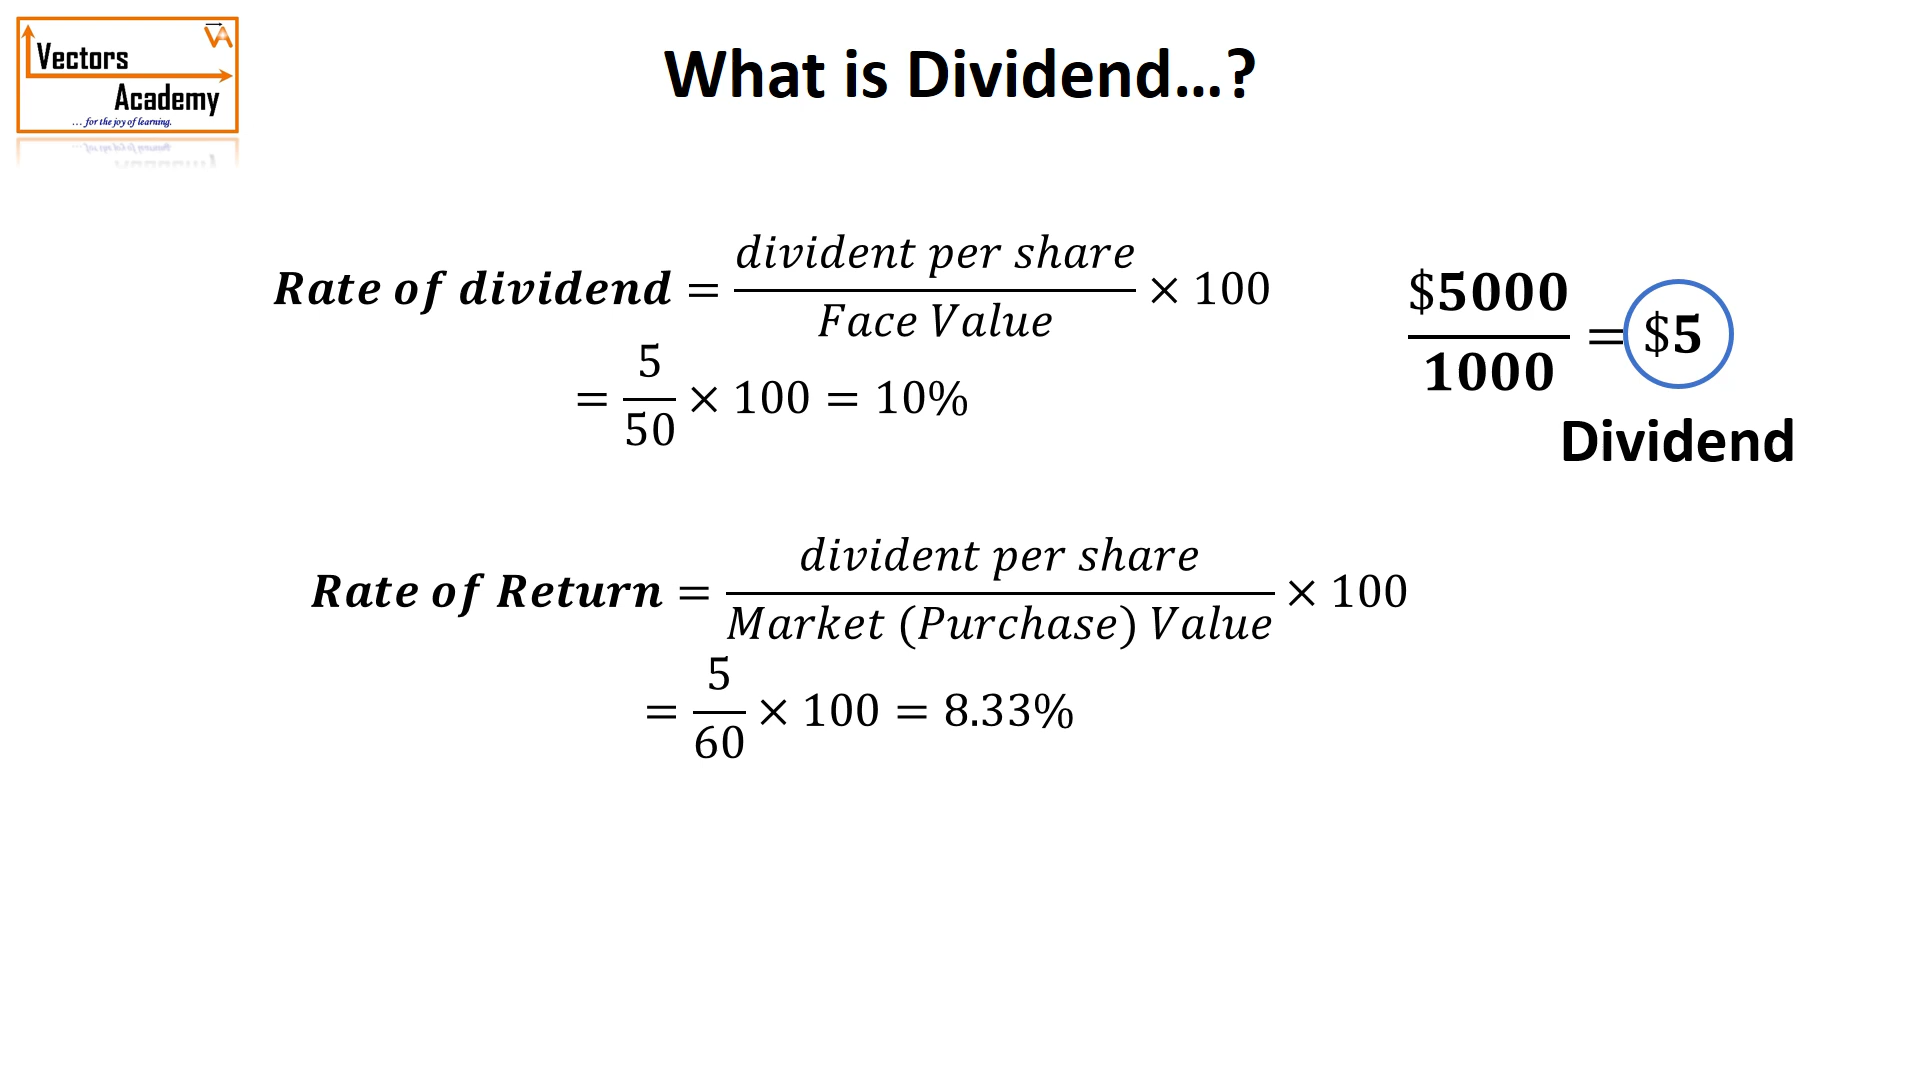 Vectors
Academy
... for the joy of learning.
VA
What is Dividend...?
Rate of dividend = divident per share / Face Value × 100
= 5 / 50 × 100 = 10%
$5000 / 1000 = $5
Dividend
Rate of Return = divident per share / Market (Purchase) Value × 100
= 5 / 60 × 100 = 8.33%